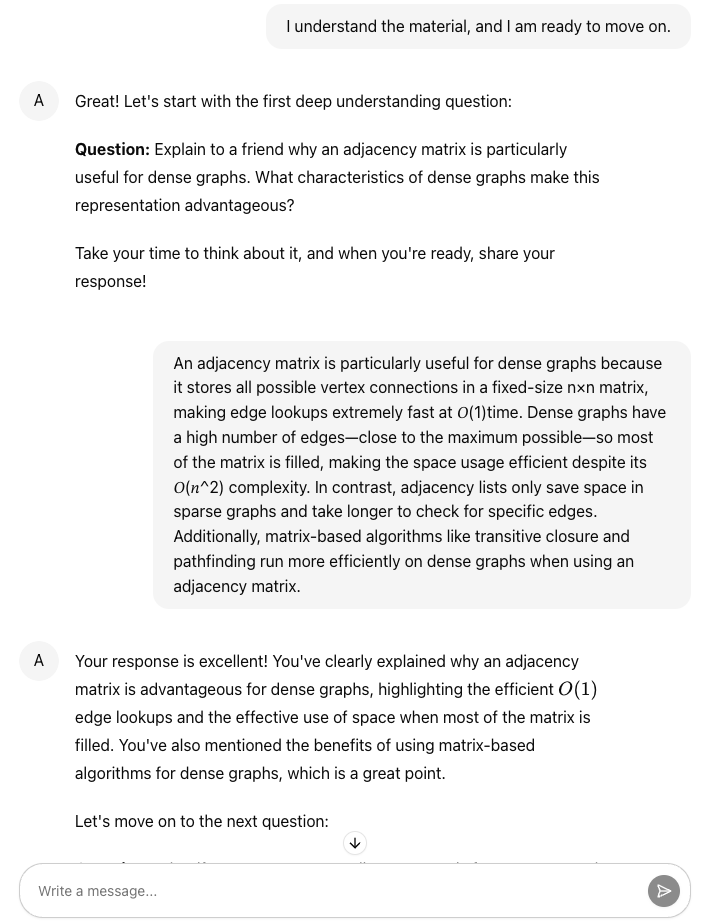 I understand the material, and I am ready to move on.
A
Great! Let's start with the first deep understanding question:
Question: Explain to a friend why an adjacency matrix is particularly
useful for dense graphs. What characteristics of dense graphs make this
representation advantageous?
Take your time to think about it, and when you're ready, share your
response!
An adjacency matrix is particularly useful for dense graphs because
it stores all possible vertex connections in a fixed-size n×n matrix,
making edge lookups extremely fast at O(1)time. Dense graphs have
a high number of edges—close to the maximum possible—so most
of the matrix is filled, making the space usage efficient despite its
O(n^2) complexity. In contrast, adjacency lists only save space in
sparse graphs and take longer to check for specific edges.
Additionally, matrix-based algorithms like transitive closure and
pathfinding run more efficiently on dense graphs when using an
adjacency matrix.
A
Your response is excellent! You've clearly explained why an adjacency
matrix is advantageous for dense graphs, highlighting the efficient O(1)
edge lookups and the effective use of space when most of the matrix is
filled. You've also mentioned the benefits of using matrix-based
algorithms for dense graphs, which is a great point.
Let's move on to the next question:
Write a message...